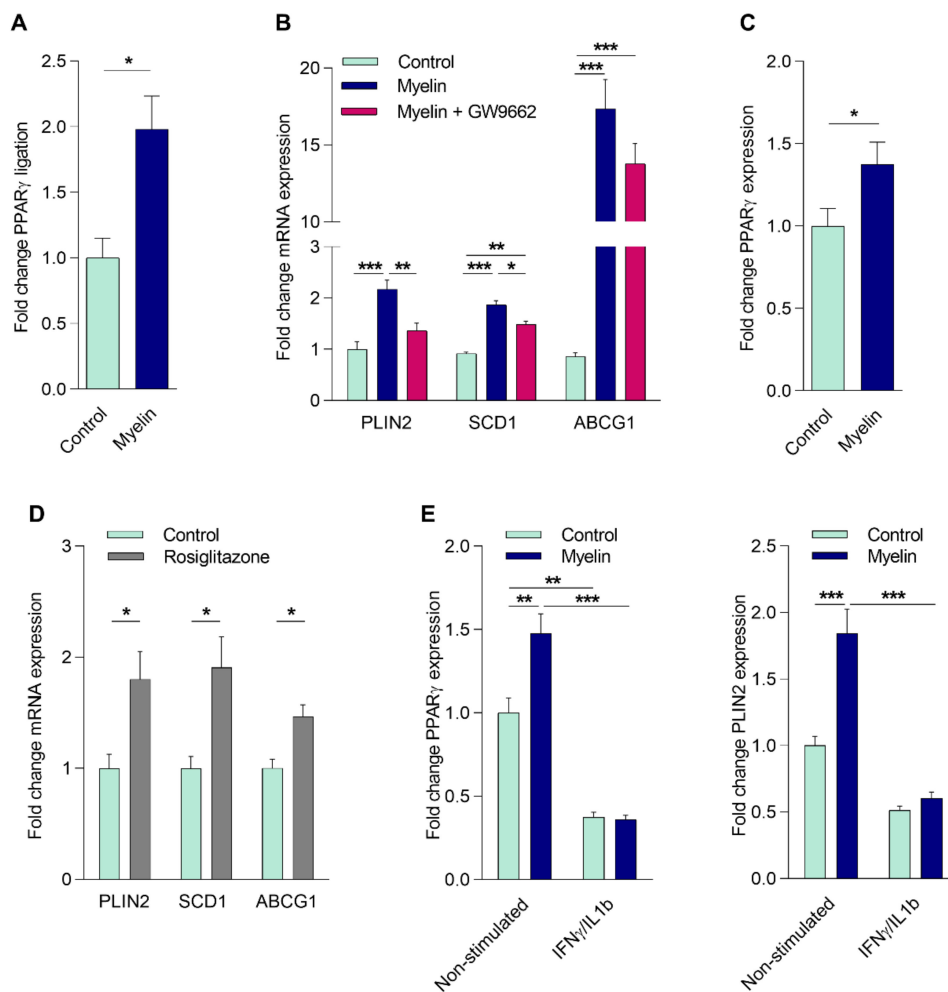 A
Fold change PPARγ ligation
2.5
2.0
1.5
1.0
0.5
0.0
*
Control
Myelin
B
Fold change mRNA expression
20
15
10
3
2
1
0
Control
Myelin
Myelin + GW9662
***
**
***
**
*
***
***
PLIN2
SCD1
ABCG1
C
Fold change PPARγ expression
2.0
1.5
1.0
0.5
0.0
*
Control
Myelin
D
Fold change mRNA expression
3
2
1
0
Control
Rosiglitazone
*
*
*
PLIN2
SCD1
ABCG1
E
Fold change PPARγ expression
2.0
1.5
1.0
0.5
0.0
Control
Myelin
**
**
***
Non-stimulated
IFNγ/IL1b
Fold change PLIN2 expression
2.5
2.0
1.5
1.0
0.5
0.0
Control
Myelin
***
***
Non-stimulated
IFNγ/IL1b